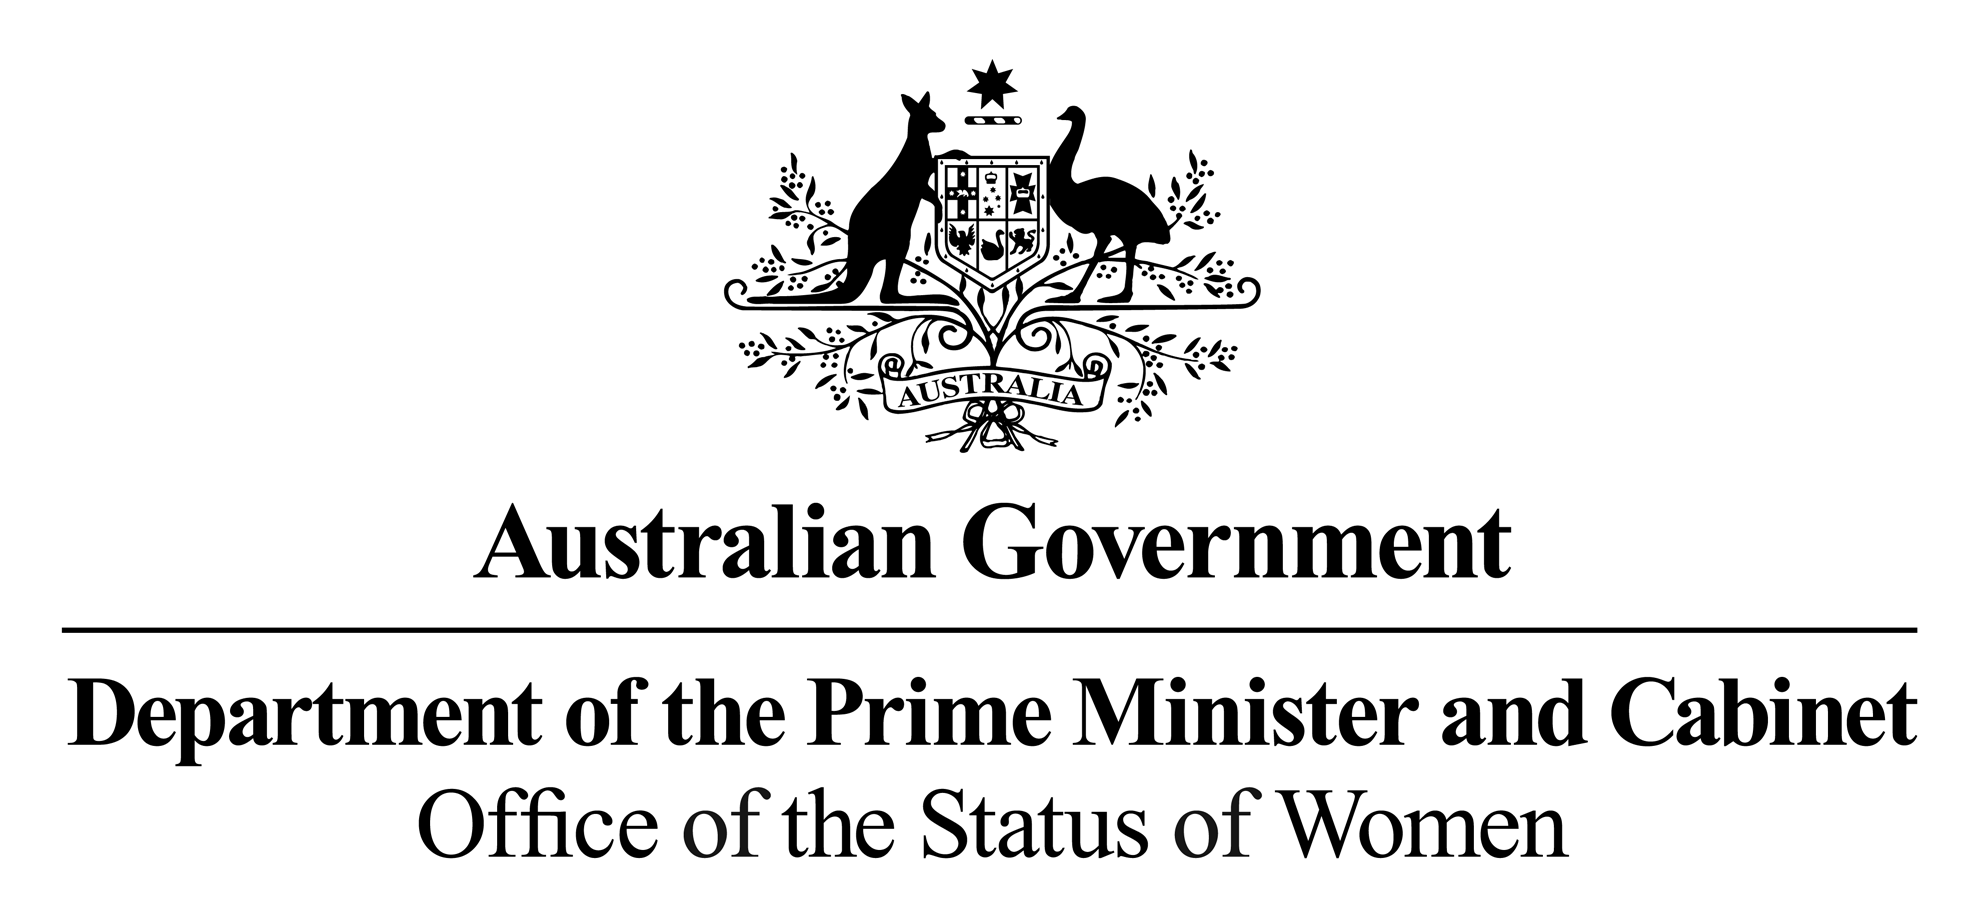 AUSTRALIA
Australian Government
Department of the Prime Minister and Cabinet
Office of the Status of Women